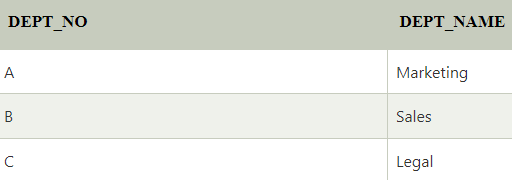 DEPT_NO DEPT_NAME
A Marketing
B Sales
C Legal